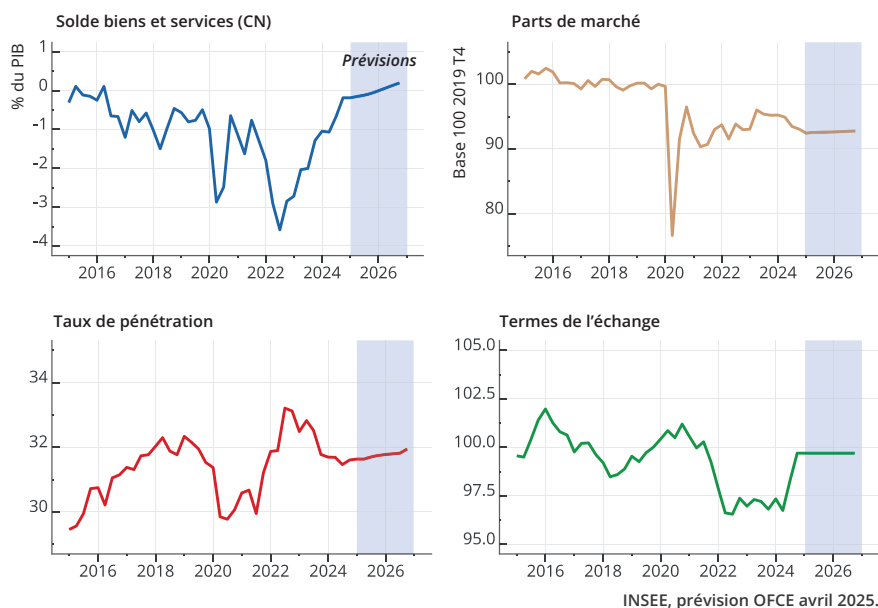 Solde biens et services (CN)
% du PIB
1
0
-1
-2
-3
-4
Prévisions
2016 2018 2020 2022 2024 2026
Parts de marché
Base 100 2019 T4
100
90
80
2016 2018 2020 2022 2024 2026
Taux de pénétration
34
32
30
2016 2018 2020 2022 2024 2026
Termes de l’échange
105.0
102.5
100.0
97.5
95.0
2016 2018 2020 2022 2024 2026
INSEE, prévision OFCE avril 2025.